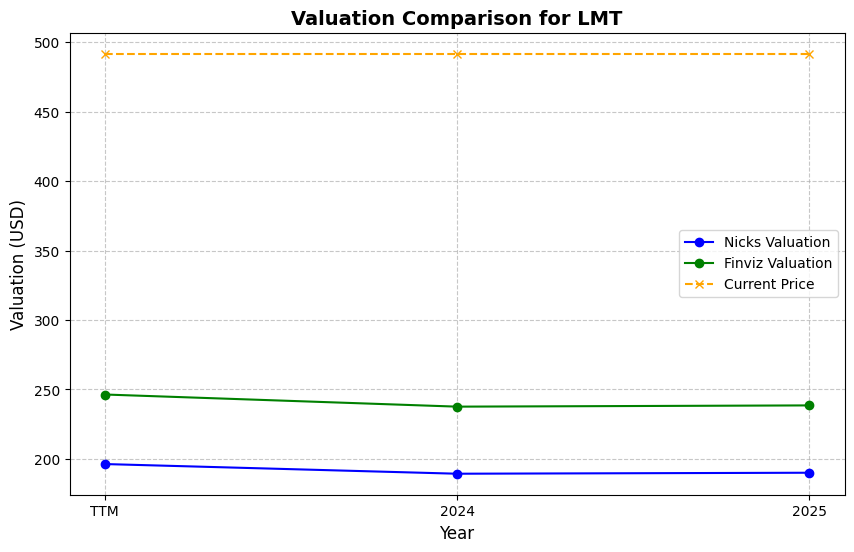 Valuation Comparison for LMT
Valuation (USD)
500
450
400
350
300
250
200
Nicks Valuation
Finviz Valuation
Current Price
TTM
2024
2025
Year